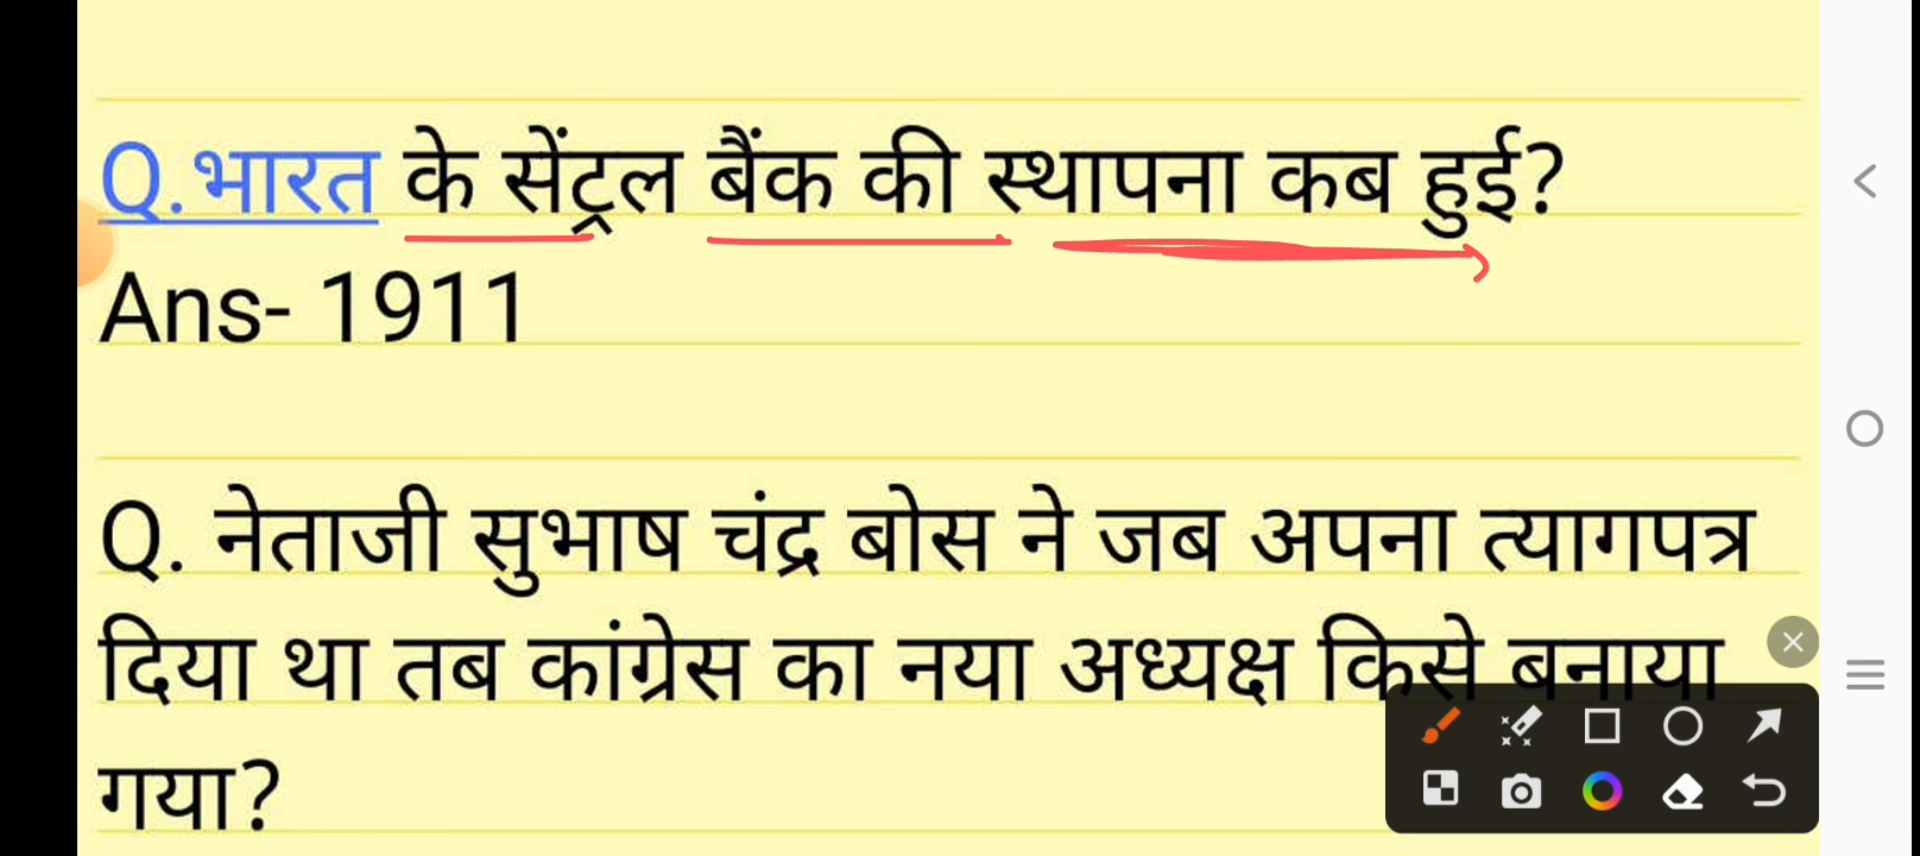 Q.भारत के सेंट्रल बैंक की स्थापना कब हुई?
Ans- 1911
Q. नेताजी सुभाष चंद्र बोस ने जब अपना त्यागपत्र
दिया था तब कांग्रेस का नया अध्यक्ष किसे बनाया
गया?